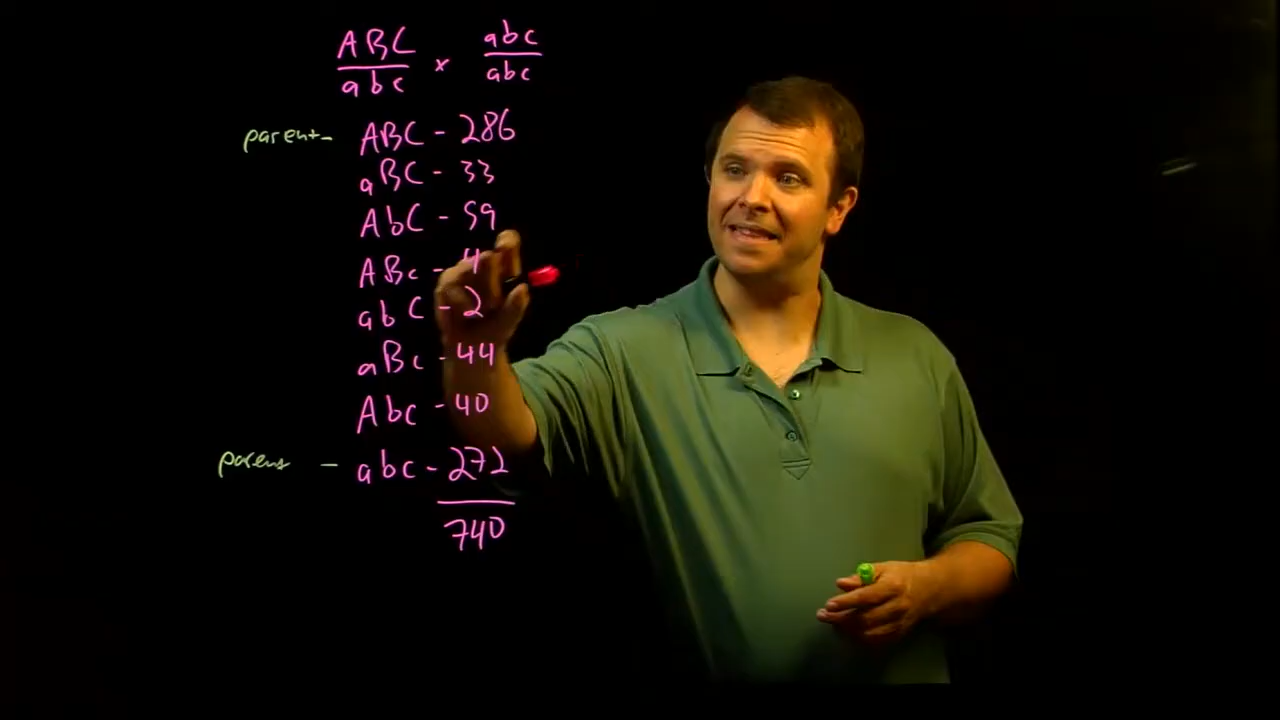 ABC abc
abc × abc
parent- ABC - 286
aBC - 33
AbC - 59
ABc - 4
abC - 2
aBc - 44
Abc - 40
parent - abc - 272
740